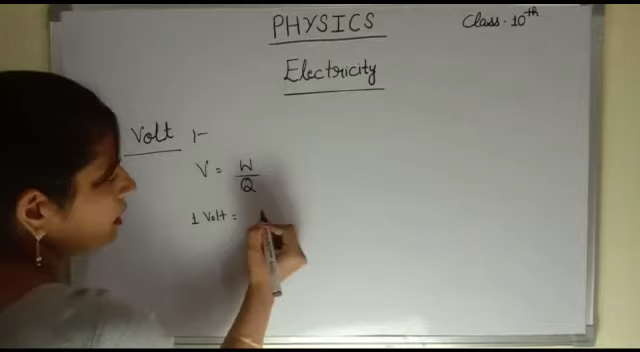 PHYSICS
Class. 10th
Electricity
Volt :-
V = W
Q
1 Volt =